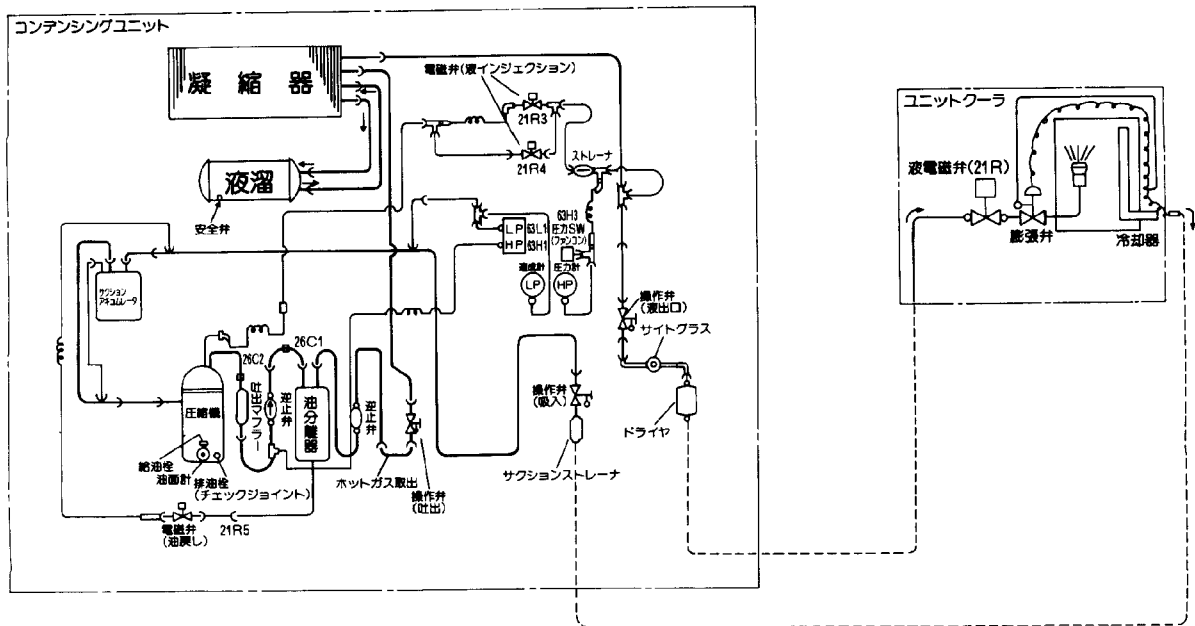 コンデンシングユニット
凝縮器
電磁弁(液インジェクション)
21R3
21R4
ストレーナ
液溜
安全弁
63H3
圧力SW
(ファンコン)
LP
63L1
HP
63H1
連成計
LP
圧力計
HP
サクション
アキュムレータ
操作弁
(液出口)
サイトグラス
ドライヤ
26C2
26C1
圧縮機
吐出マフラー
逆止弁
油分離器
逆止弁
操作弁
(吸入)
サクションストレーナ
給油栓
油面計
排油栓
(チェックジョイント)
ホットガス取出
操作弁
(吐出)
電磁弁
(油戻し)
21R5
ユニットクーラ
液電磁弁(21R)
膨張弁
冷却器